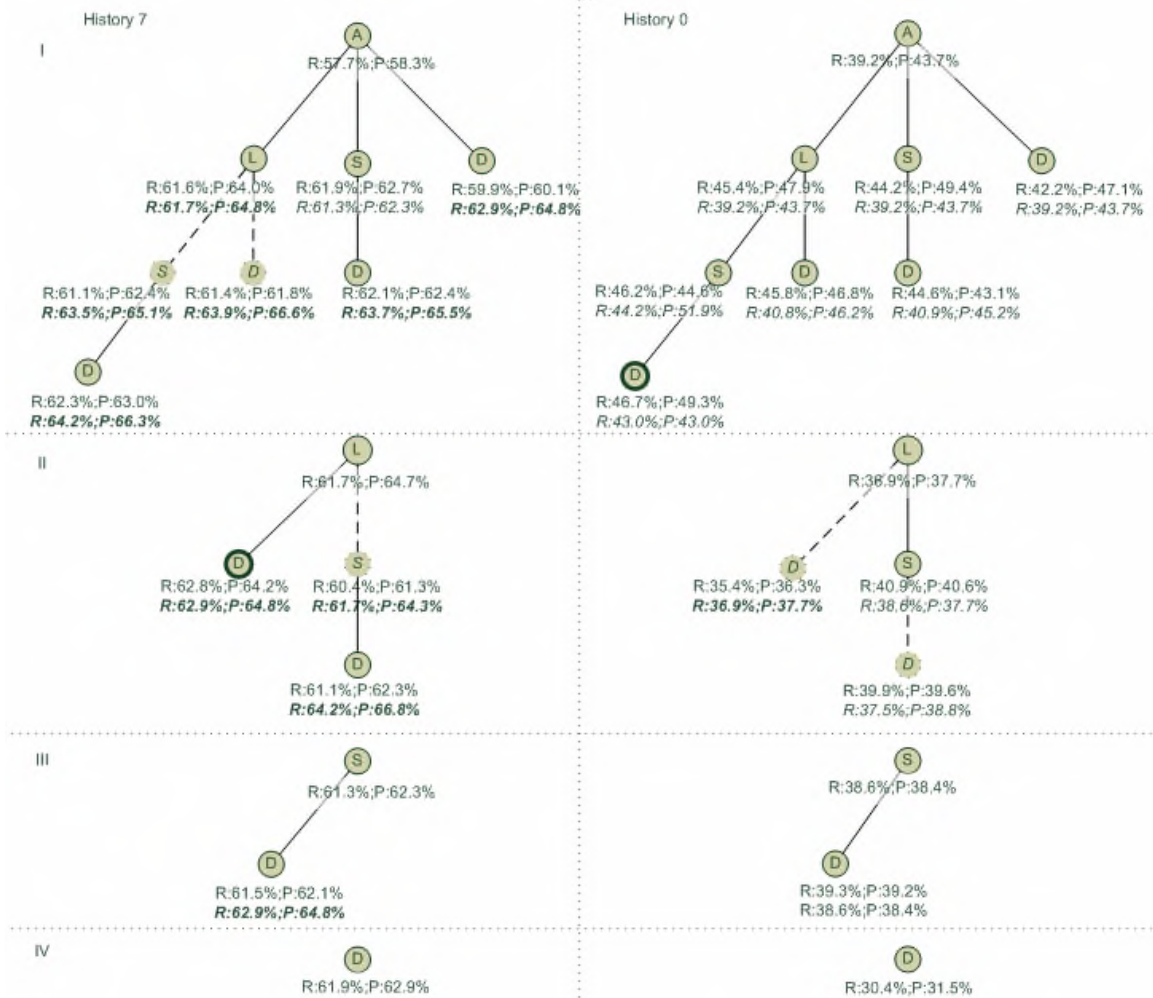 History 7
History 0
I
A
R:57.7%;P:58.3%
A
R:39.2%;P:43.7%
L
S
D
R:61.6%;P:64.0%
R:61.7%;P:64.8%
R:61.9%;P:62.7%
R:61.3%;P:62.3%
R:59.9%;P:60.1%
R:62.9%;P:64.8%
L
S
D
R:45.4%;P:47.9%
R:39.2%;P:43.7%
R:44.2%;P:49.4%
R:39.2%;P:43.7%
R:42.2%;P:47.1%
R:39.2%;P:43.7%
S
D
D
R:61.1%;P:62.4%
R:63.5%;P:65.1%
R:61.4%;P:61.8%
R:63.9%;P:66.6%
R:62.1%;P:62.4%
R:63.7%;P:65.5%
S
D
D
R:46.2%;P:44.6%
R:44.2%;P:51.9%
R:45.8%;P:46.8%
R:40.8%;P:46.2%
R:44.6%;P:43.1%
R:40.9%;P:45.2%
D
R:62.3%;P:63.0%
R:64.2%;P:66.3%
D
R:46.7%;P:49.3%
R:43.0%;P:43.0%
II
L
R:61.7%;P:64.7%
L
R:36.9%;P:37.7%
D
S
R:62.8%;P:64.2%
R:62.9%;P:64.8%
R:60.4%;P:61.3%
R:61.7%;P:64.3%
D
S
R:35.4%;P:36.3%
R:36.9%;P:37.7%
R:40.9%;P:40.6%
R:38.6%;P:37.7%
D
R:61.1%;P:62.3%
R:64.2%;P:66.8%
D
R:39.9%;P:39.6%
R:37.5%;P:38.8%
III
S
R:61.3%;P:62.3%
S
R:38.6%;P:38.4%
D
R:61.5%;P:62.1%
R:62.9%;P:64.8%
D
R:39.3%;P:39.2%
R:38.6%;P:38.4%
IV
D
R:61.9%;P:62.9%
D
R:30.4%;P:31.5%